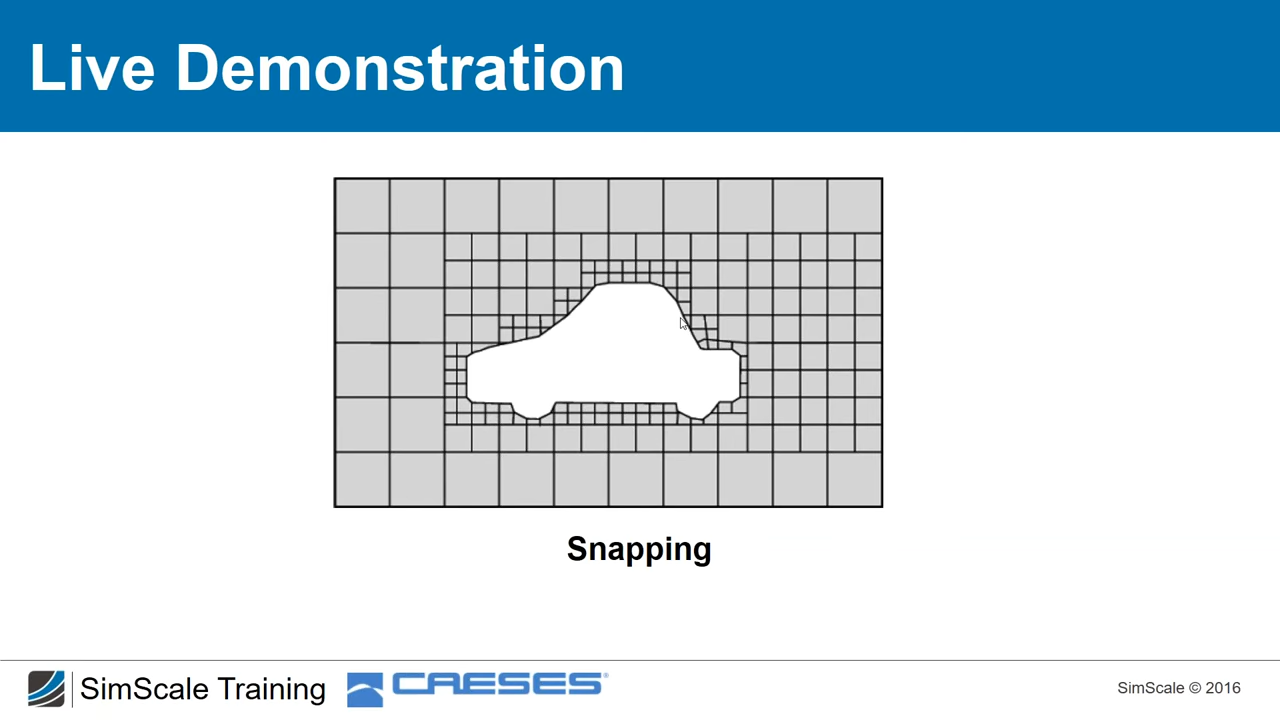 Live Demonstration
Snapping
SimScale Training
CAESES®
SimScale © 2016